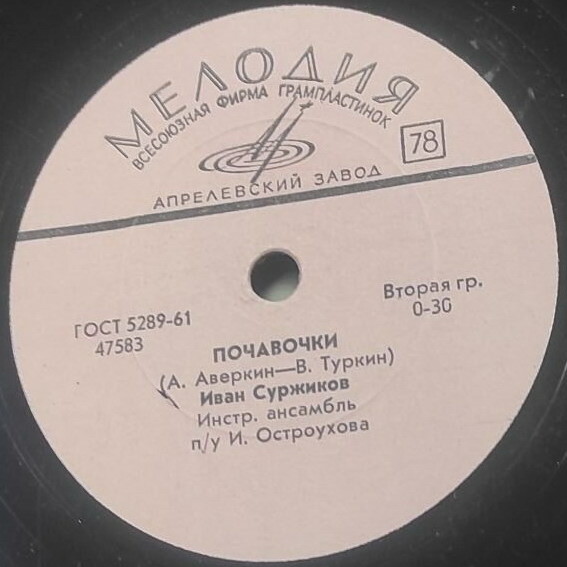 МЕЛОДИЯ
ВСЕСОЮЗНАЯ ФИРМА ГРАМПЛАСТИНОК
78
АПРЕЛЕВСКИЙ ЗАВОД
ГОСТ 5289-61
47583
Вторая гр.
0-30
ПОЧАВОЧКИ
(А. Аверкин—В. Туркин)
Иван Суржиков
Инстр. ансамбль
п/у И. Остроухова